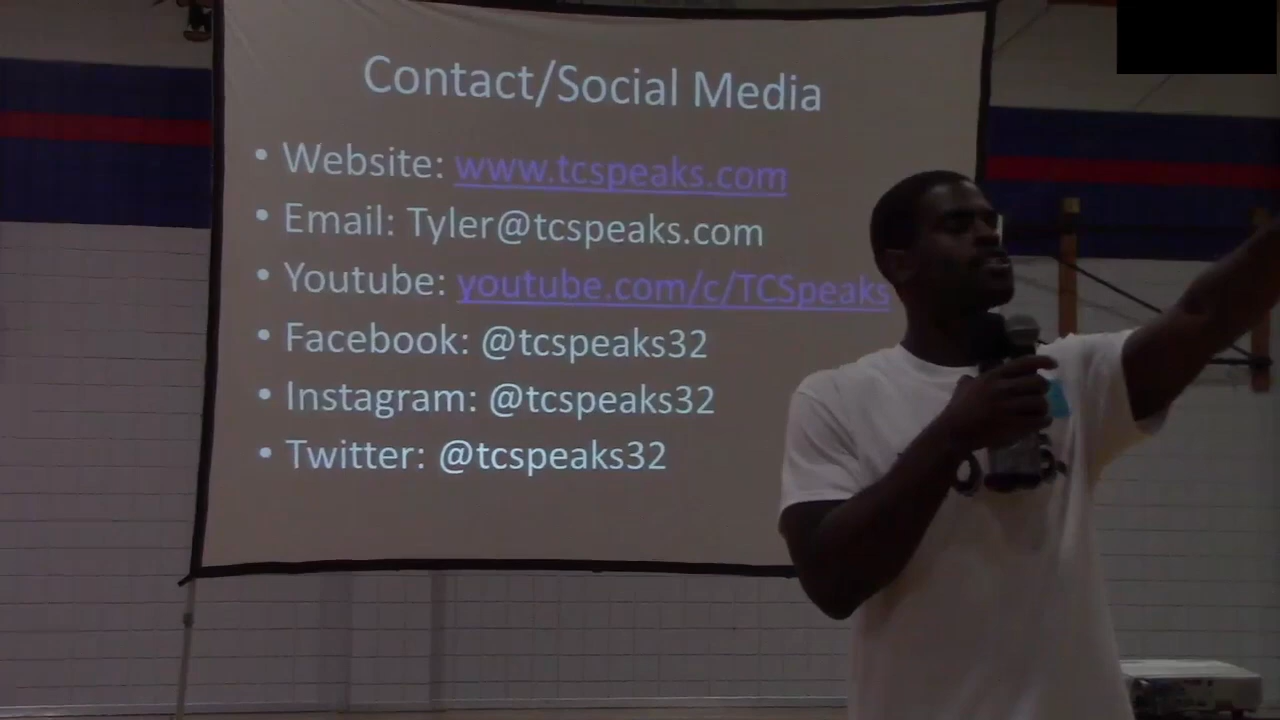 Contact/Social Media
• Website: www.tcspeaks.com
• Email: Tyler@tcspeaks.com
• Youtube: youtube.com/c/TCSpeaks
• Facebook: @tcspeaks32
• Instagram: @tcspeaks32
• Twitter: @tcspeaks32